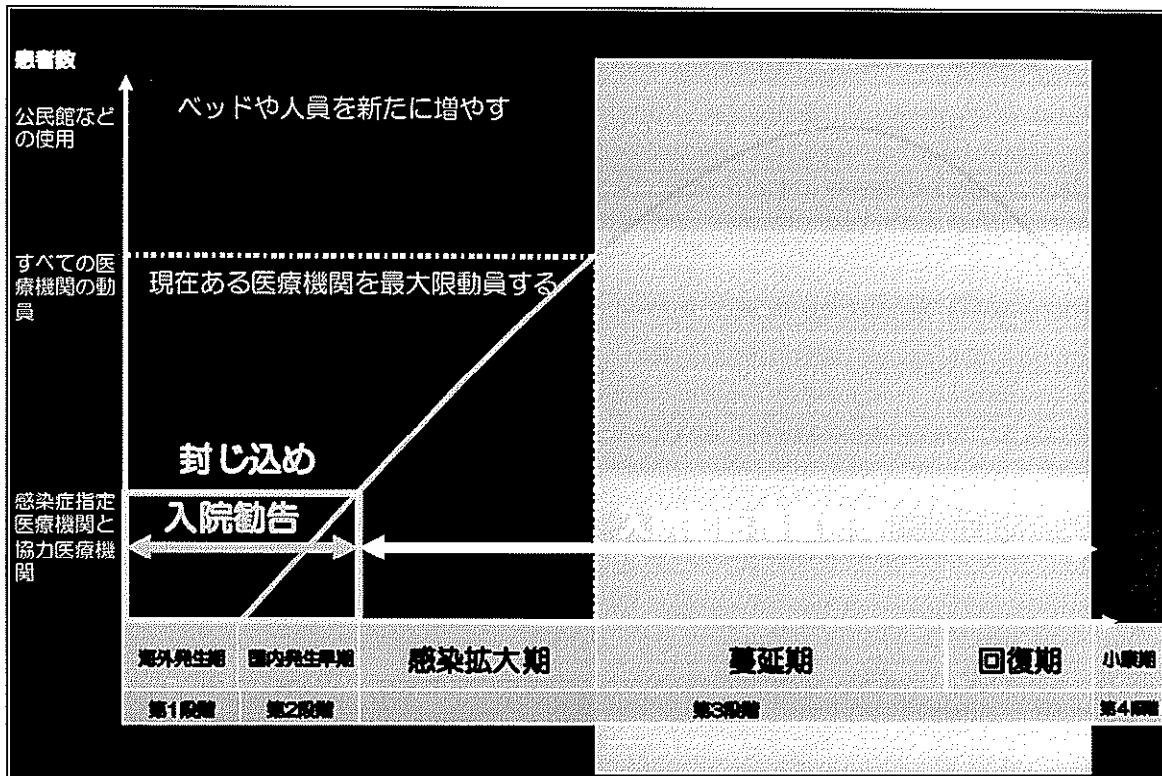 患者数
公民館など
の使用
ベッドや人員を新たに増やす
すべての医
療機関の動
員
現在ある医療機関を最大限動員する
封じ込め
入院勧告
感染症指定
医療機関と
協力医療機
関
海外発生期
国内発生早期
感染拡大期
蔓延期
回復期
小康期
第1段階
第2段階
第3段階
第4段階